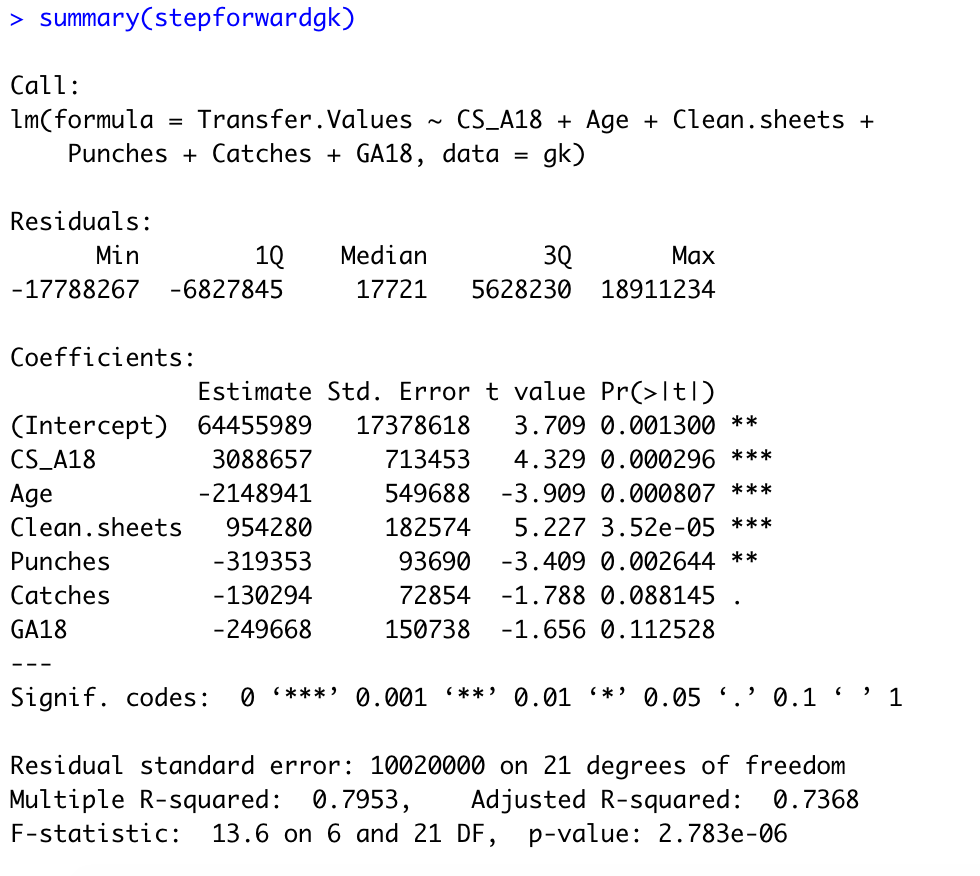 > summary(stepforwardgk)
Call:
lm(formula = Transfer.Values ~ CS_A18 + Age + Clean.sheets +
    Punches + Catches + GA18, data = gk)
Residuals:
      Min        1Q    Median        3Q       Max
-17788267  -6827845     17721   5628230  18911234
Coefficients:
             Estimate Std. Error t value Pr(>|t|)
(Intercept)  64455989   17378618   3.709 0.001300 **
CS_A18        3088657     713453   4.329 0.000296 ***
Age          -2148941     549688  -3.909 0.000807 ***
Clean.sheets   954280     182574   5.227 3.52e-05 ***
Punches       -319353      93690  -3.409 0.002644 **
Catches       -130294      72854  -1.788 0.088145 .
GA18          -249668     150738  -1.656 0.112528
---
Signif. codes:  0 ‘***’ 0.001 ‘**’ 0.01 ‘*’ 0.05 ‘.’ 0.1 ‘ ’ 1
Residual standard error: 10020000 on 21 degrees of freedom
Multiple R-squared:  0.7953,    Adjusted R-squared:  0.7368
F-statistic:  13.6 on 6 and 21 DF,  p-value: 2.783e-06